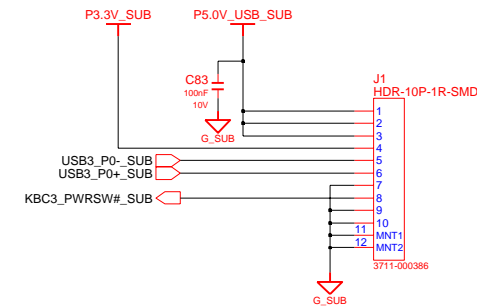 P3.3V_SUB P5.0V_USB_SUB
C83
100nF
10V
G_SUB
J1
HDR-10P-1R-SMD
1
2
3
4
USB3_P0-_SUB 5
USB3_P0+_SUB 6
7
KBC3_PWRSW#_SUB 8
9
10
11 MNT1
12 MNT2
3711-000386
G_SUB